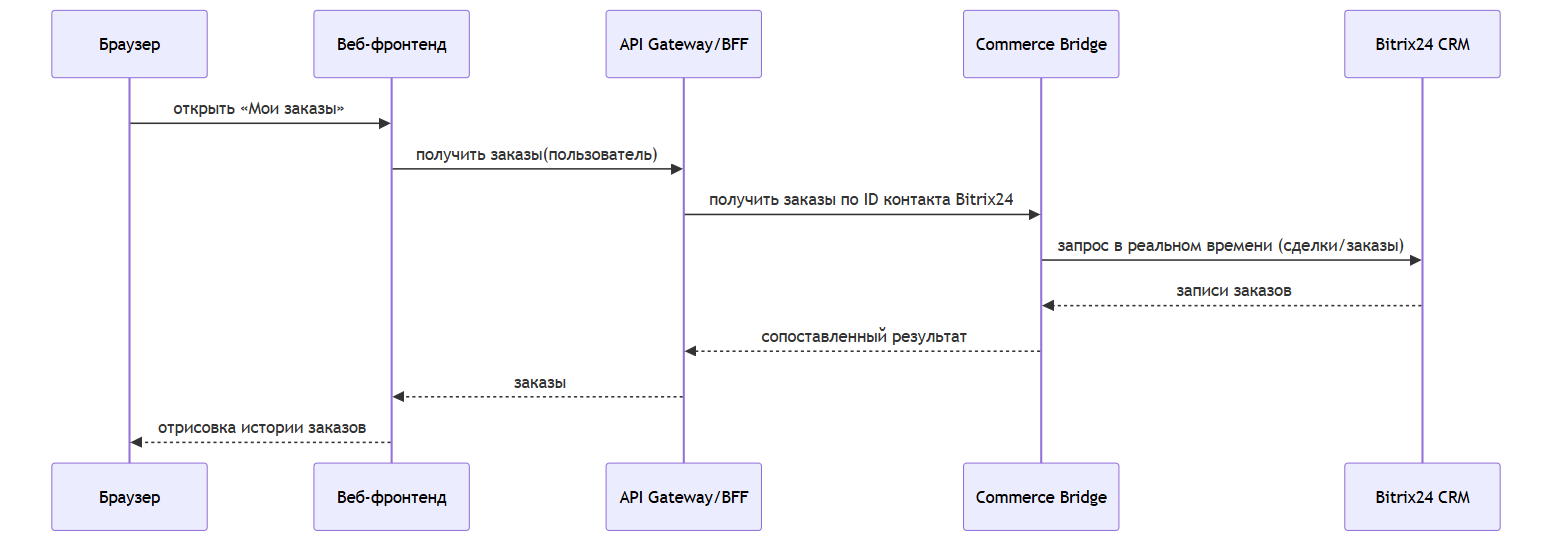 Браузер
Веб-фронтенд
API Gateway/BFF
Commerce Bridge
Bitrix24 CRM
открыть «Мои заказы»
получить заказы(пользователь)
получить заказы по ID контакта Bitrix24
запрос в реальном времени (сделки/заказы)
записи заказов
сопоставленный результат
заказы
отрисовка истории заказов
Браузер
Веб-фронтенд
API Gateway/BFF
Commerce Bridge
Bitrix24 CRM